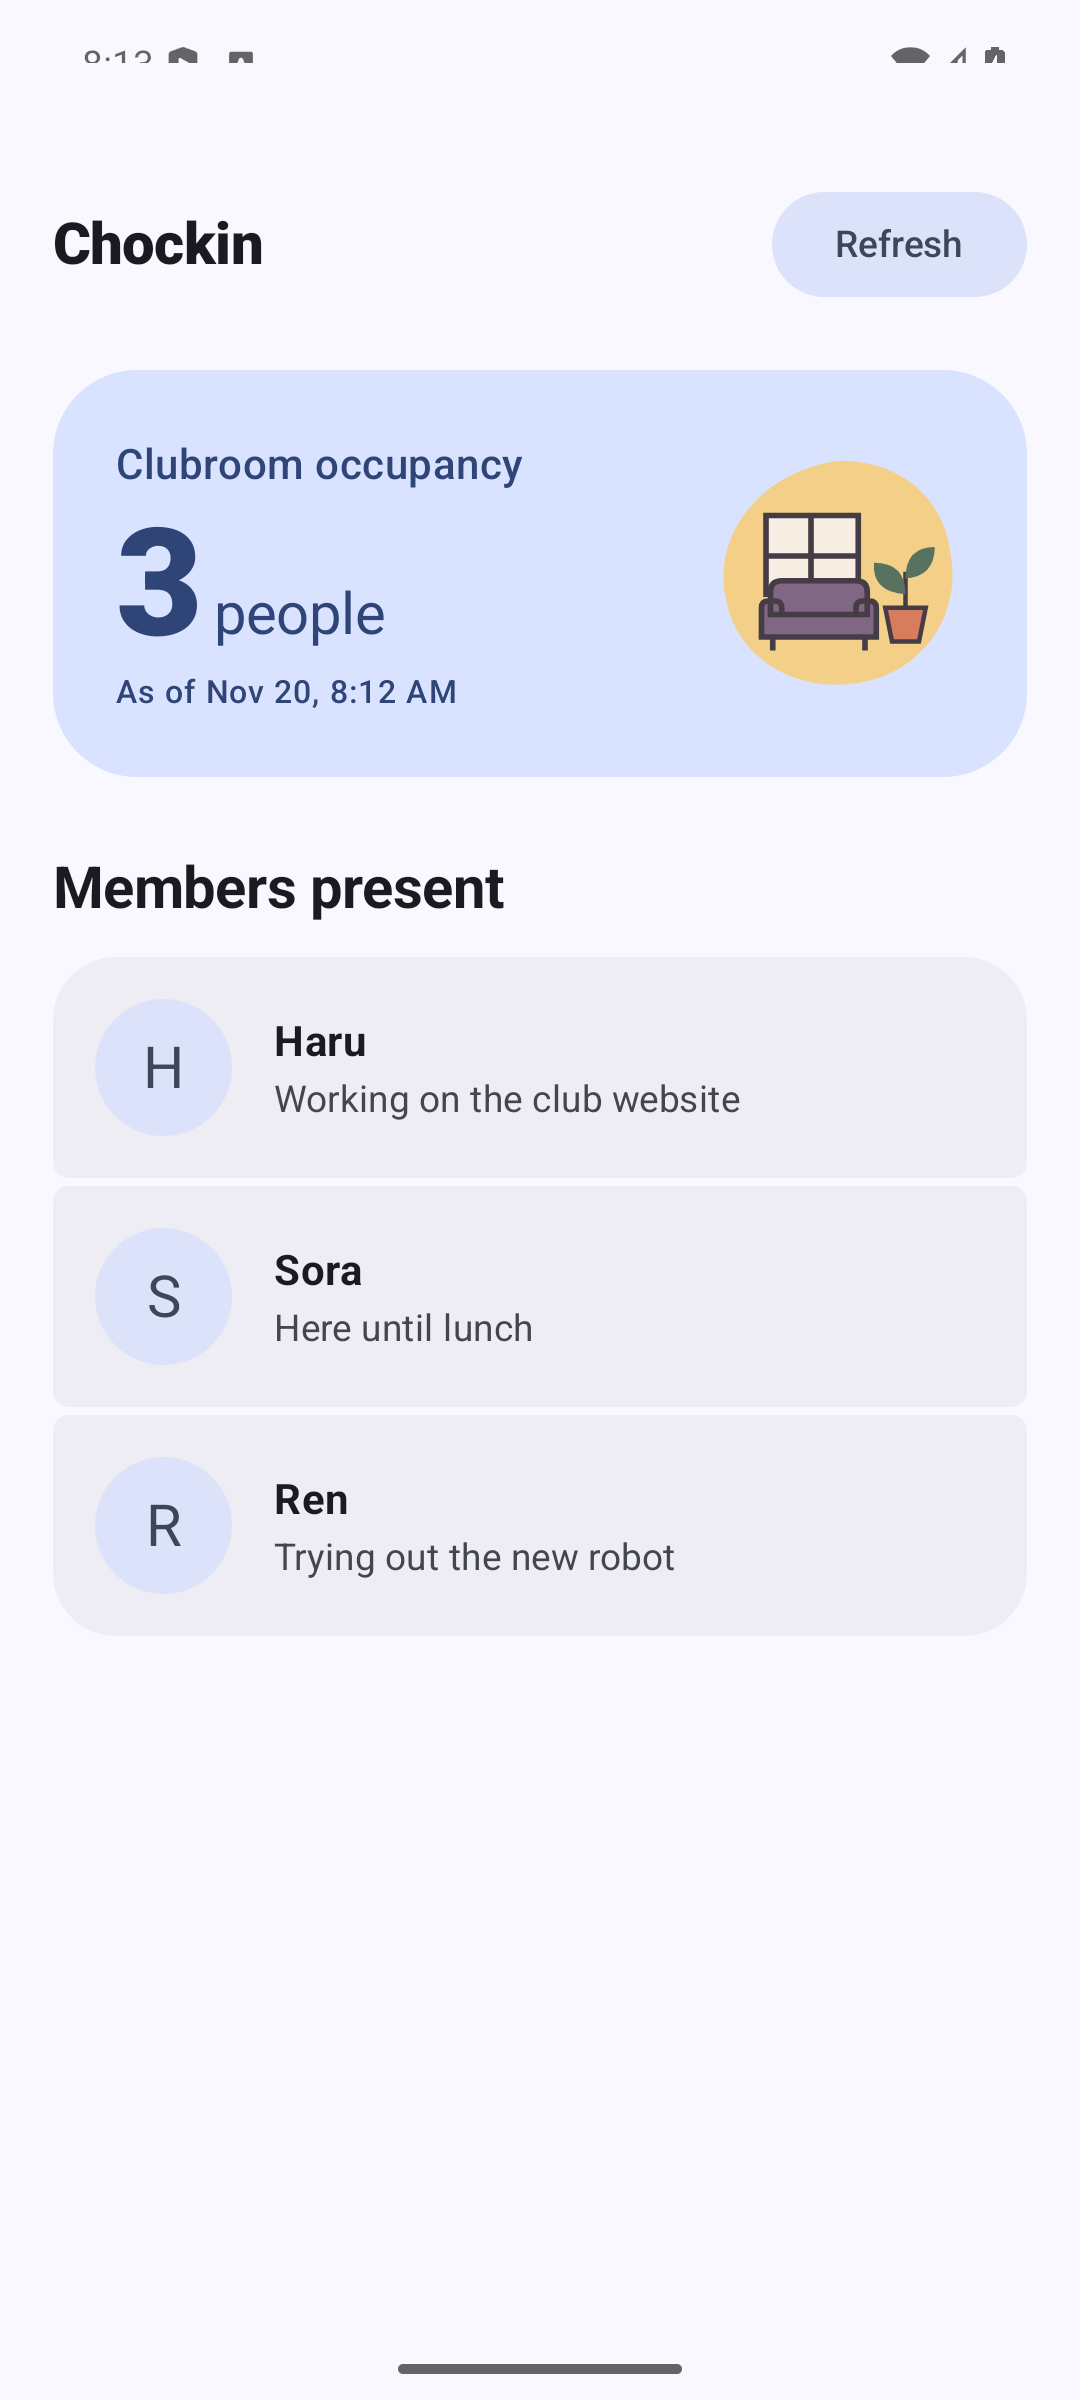 Chockin
Refresh
Clubroom occupancy
3 people
As of Nov 20, 8:12 AM
Members present
H
Haru
Working on the club website
S
Sora
Here until lunch
R
Ren
Trying out the new robot